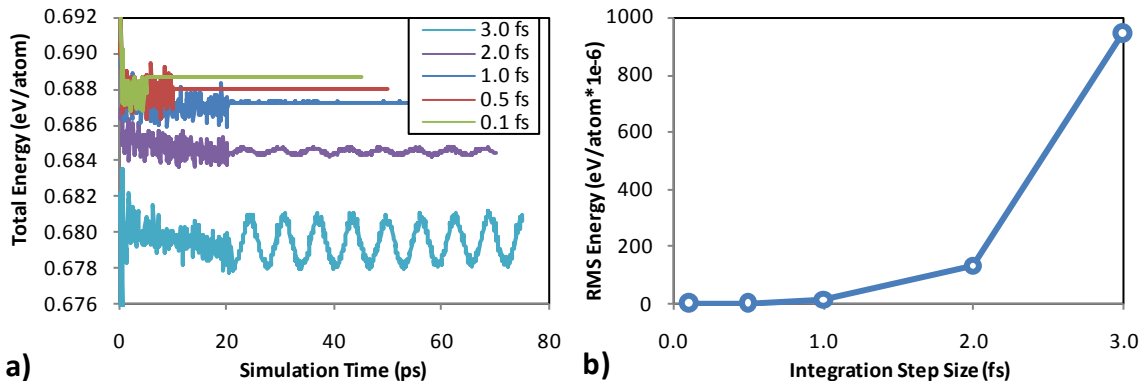 0.692
0.690
0.688
0.686
0.684
0.682
0.680
0.678
0.676
Total Energy (eV/atom)
0 20 40 60 80
Simulation Time (ps)
3.0 fs
2.0 fs
1.0 fs
0.5 fs
0.1 fs
a)
1000
800
600
400
200
0
RMS Energy (eV/atom*1e-6)
0.0 1.0 2.0 3.0
Integration Step Size (fs)
b)